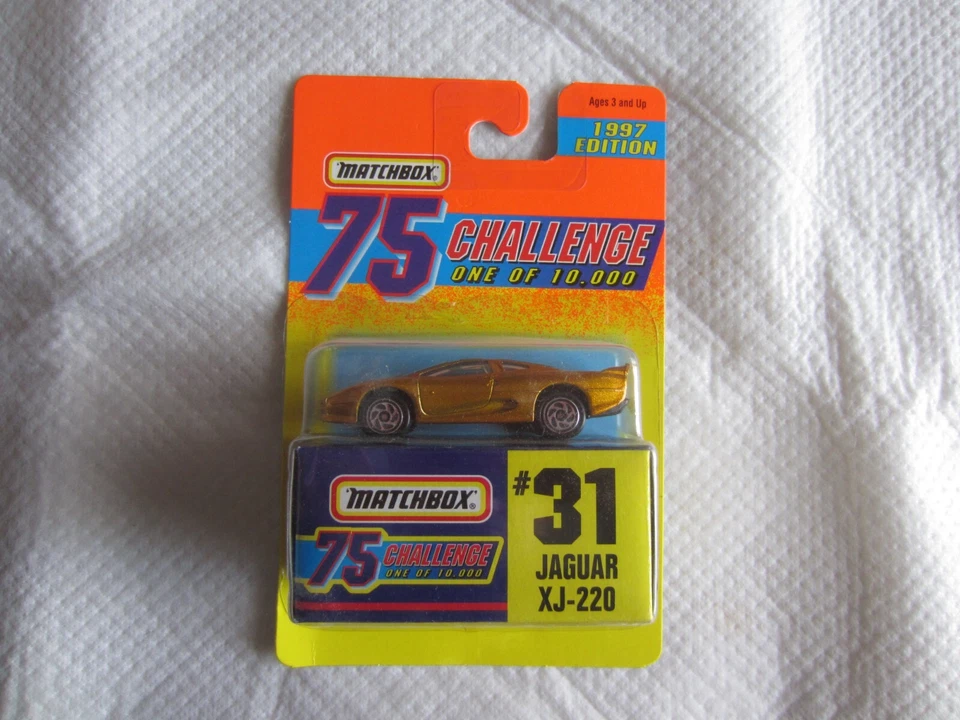 Ages 3 and Up
1997
EDITION
MATCHBOX®
75 CHALLENGE
ONE OF 10.000
MATCHBOX®
75 CHALLENGE
ONE OF 10.000
#31
JAGUAR
XJ-220